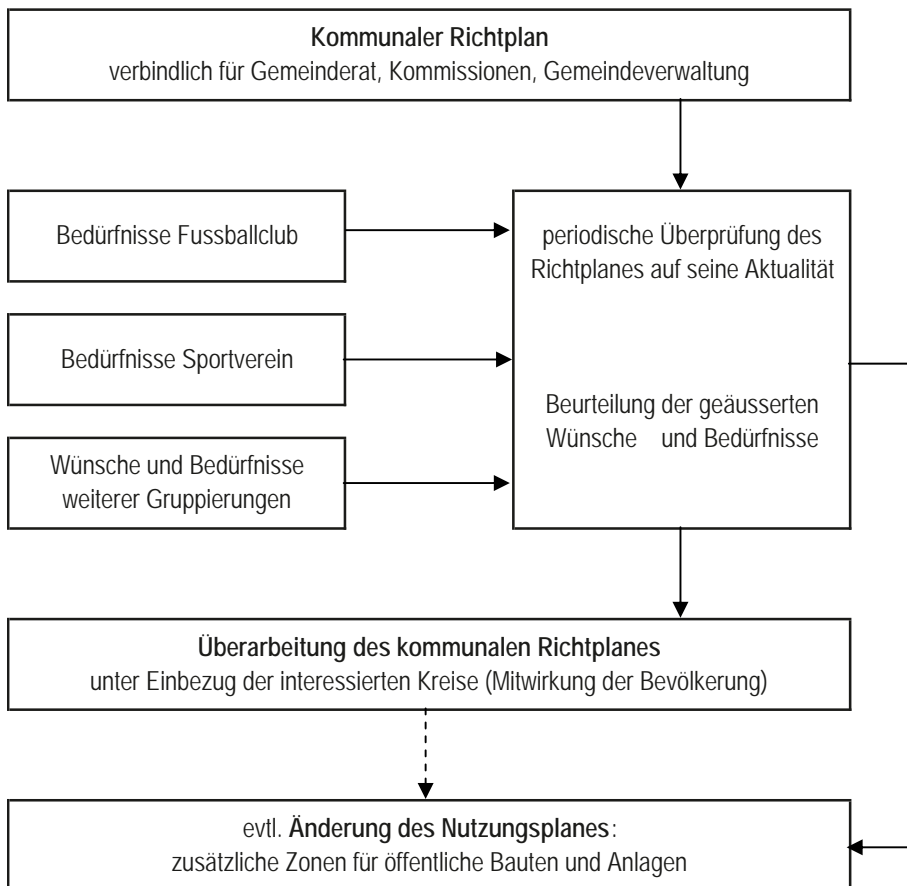 Kommunaler Richtplan
verbindlich für Gemeinderat, Kommissionen, Gemeindeverwaltung
Bedürfnisse Fussballclub
periodische Überprüfung des
Richtplanes auf seine Aktualität
Bedürfnisse Sportverein
Beurteilung der geäusserten
Wünsche und Bedürfnisse
Wünsche und Bedürfnisse
weiterer Gruppierungen
Überarbeitung des kommunalen Richtplanes
unter Einbezug der interessierten Kreise (Mitwirkung der Bevölkerung)
evtl. Änderung des Nutzungsplanes:
zusätzliche Zonen für öffentliche Bauten und Anlagen